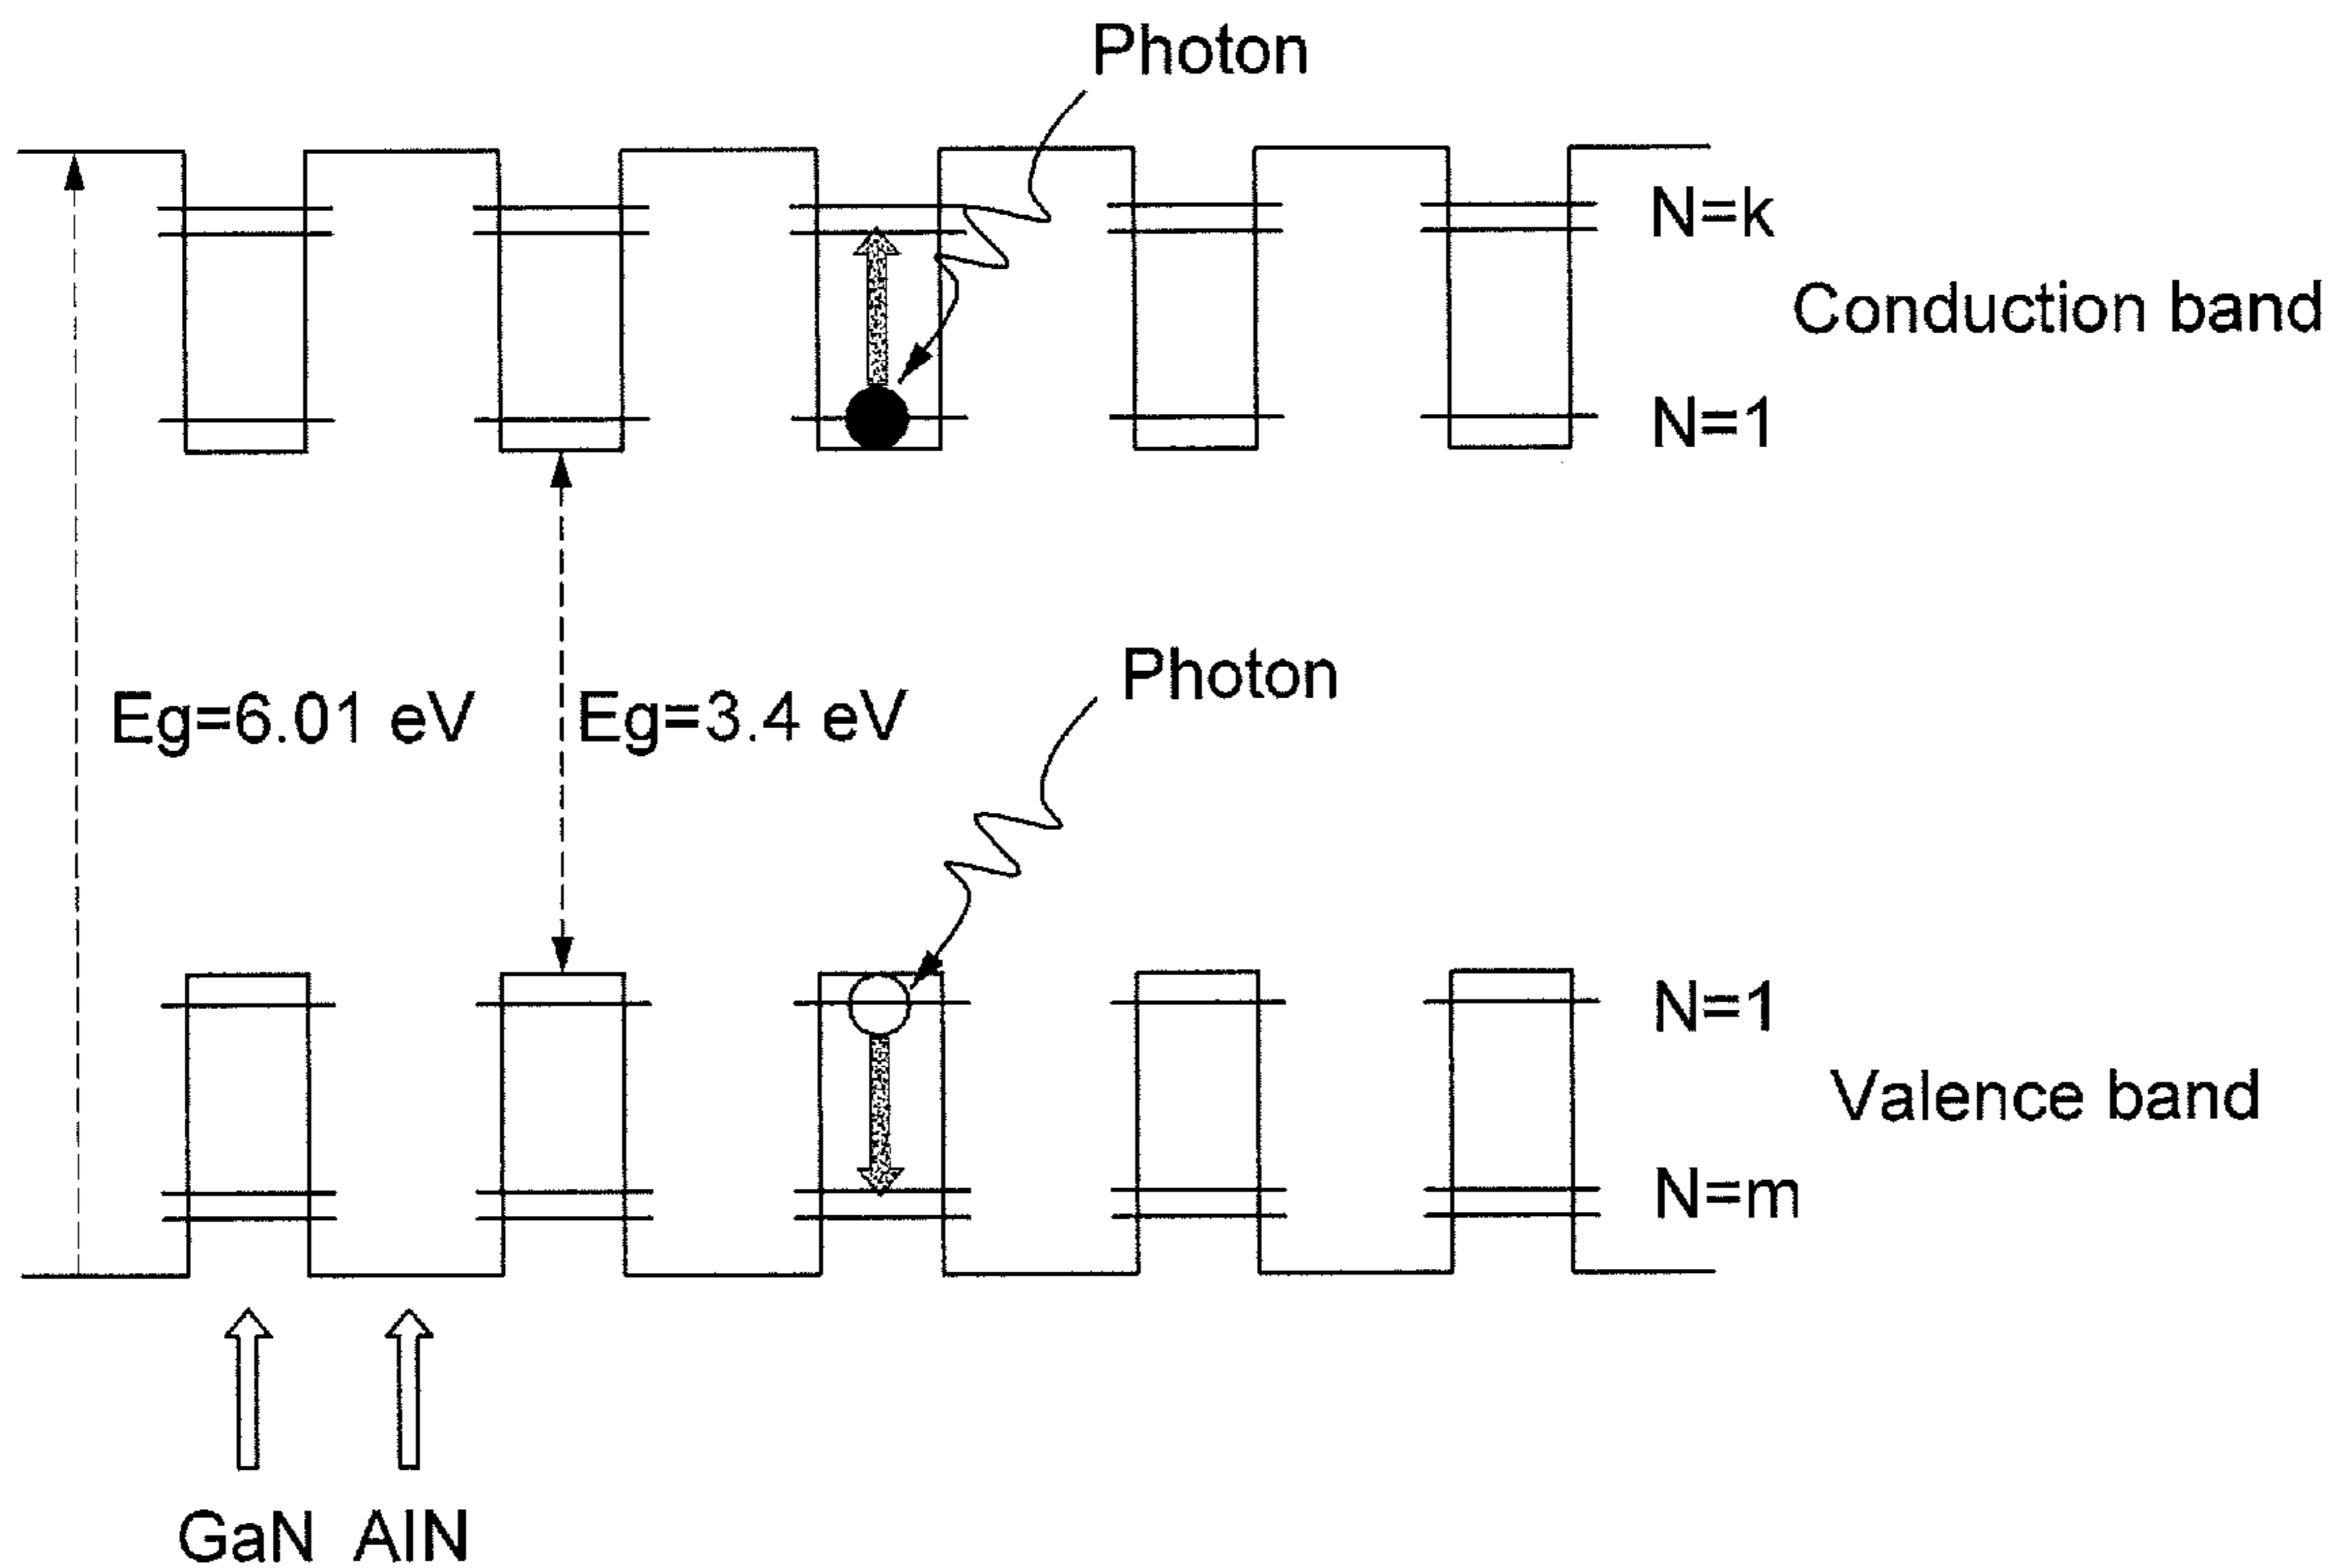 Photon
N=k
Conduction band
N=1
Photon
Eg=6.01 eV
Eg=3.4 eV
N=1
Valence band
N=m
GaN
AlN